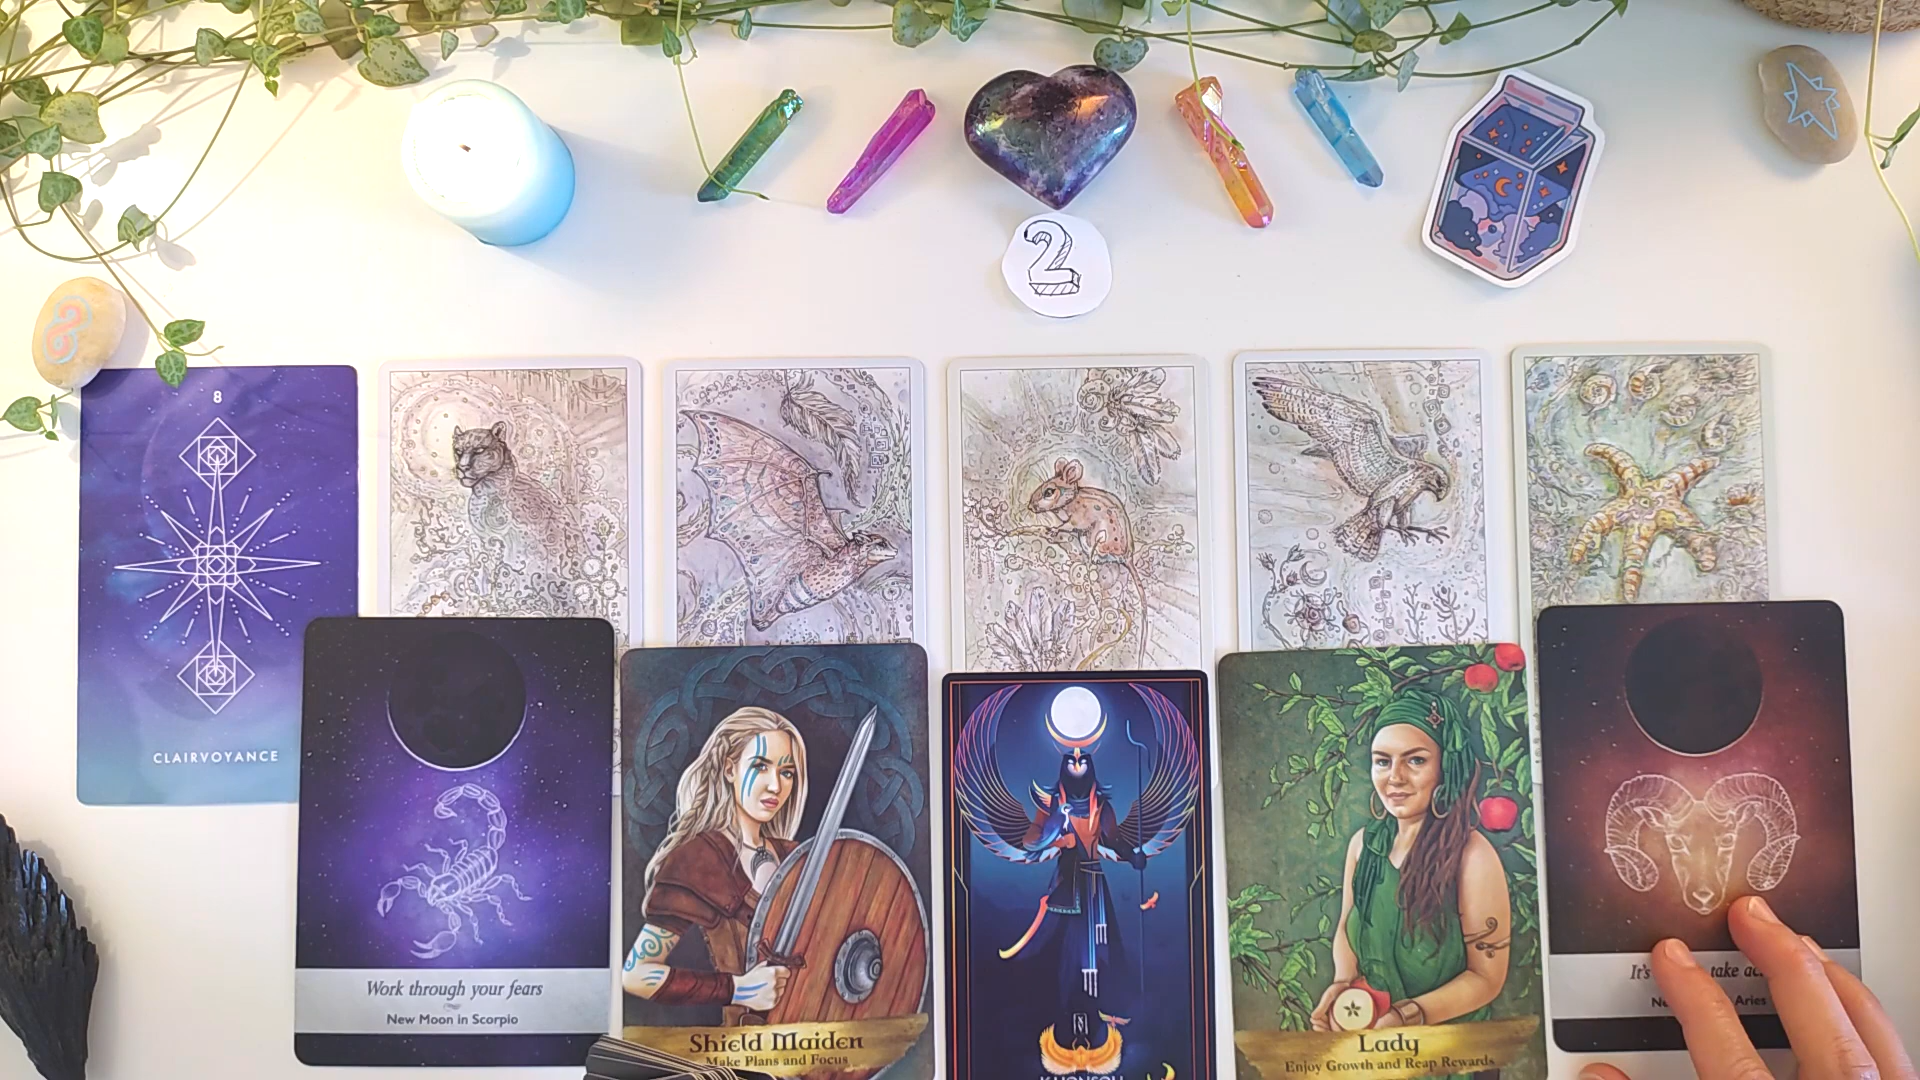 2
8
CLAIRVOYANCE
Work through your fears
New Moon in Scorpio
Shield Maiden
Make Plans and Focus
KHONSOU
Lady
Enjoy Growth and Reap Rewards
It's take
Aries